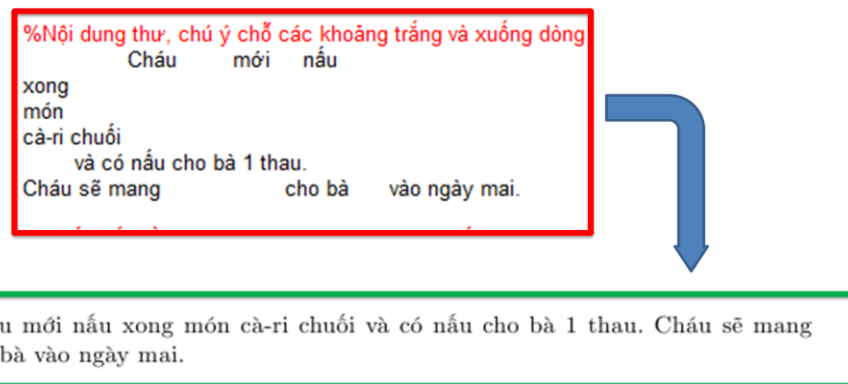 %Nội dung thư, chú ý chỗ các khoảng trắng và xuống dòng
Cháu mới nấu
xong
món
cà-ri chuối
và có nấu cho bà 1 thau.
Cháu sẽ mang cho bà vào ngày mai.
u mới nấu xong món cà-ri chuối và có nấu cho bà 1 thau. Cháu sẽ mang
bà vào ngày mai.